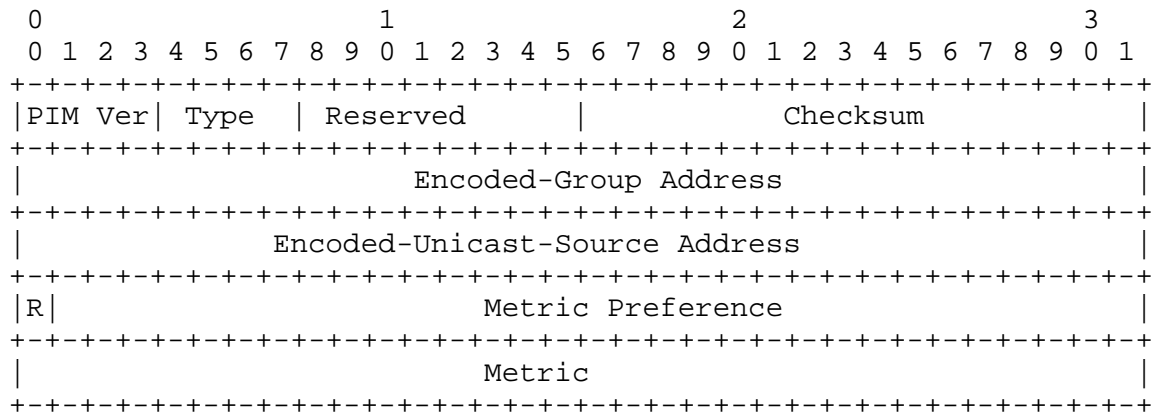 0                   1                   2                   3
 0 1 2 3 4 5 6 7 8 9 0 1 2 3 4 5 6 7 8 9 0 1 2 3 4 5 6 7 8 9 0 1
+-+-+-+-+-+-+-+-+-+-+-+-+-+-+-+-+-+-+-+-+-+-+-+-+-+-+-+-+-+-+-+-+
|PIM Ver| Type  | Reserved      |           Checksum            |
+-+-+-+-+-+-+-+-+-+-+-+-+-+-+-+-+-+-+-+-+-+-+-+-+-+-+-+-+-+-+-+-+
|                      Encoded-Group Address                    |
+-+-+-+-+-+-+-+-+-+-+-+-+-+-+-+-+-+-+-+-+-+-+-+-+-+-+-+-+-+-+-+-+
|              Encoded-Unicast-Source Address                   |
+-+-+-+-+-+-+-+-+-+-+-+-+-+-+-+-+-+-+-+-+-+-+-+-+-+-+-+-+-+-+-+-+
|R|                        Metric Preference                    |
+-+-+-+-+-+-+-+-+-+-+-+-+-+-+-+-+-+-+-+-+-+-+-+-+-+-+-+-+-+-+-+-+
|                          Metric                               |
+-+-+-+-+-+-+-+-+-+-+-+-+-+-+-+-+-+-+-+-+-+-+-+-+-+-+-+-+-+-+-+-+